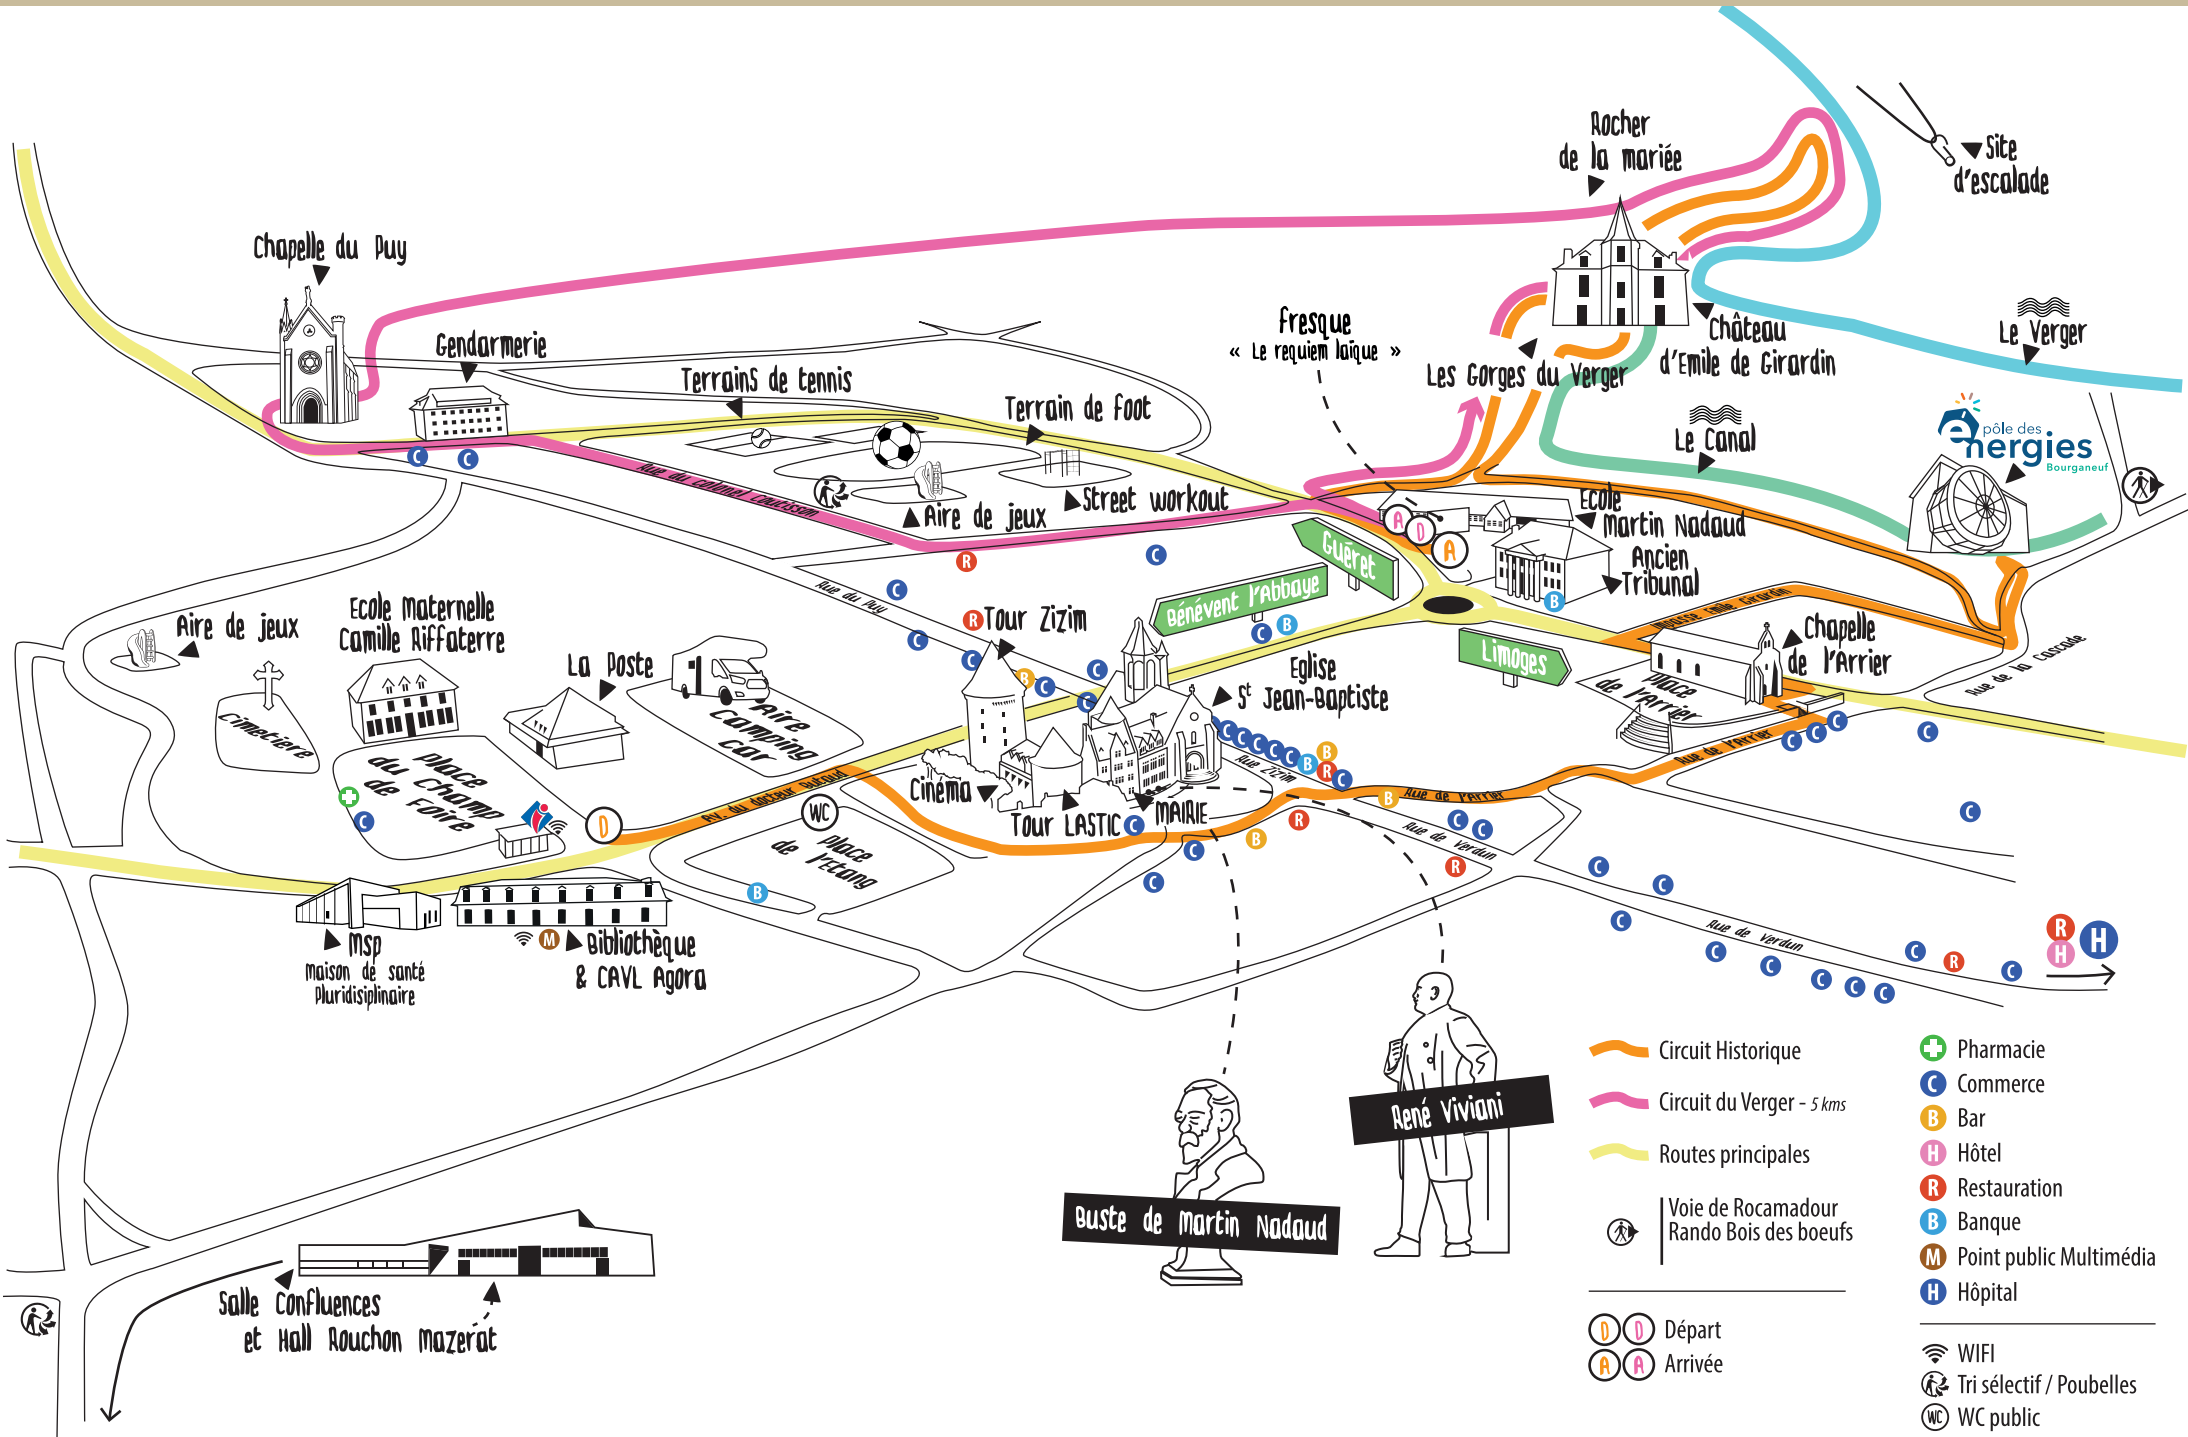 Rocher
de la mariée
Site
d'escalade
Chapelle du Puy
Gendarmerie
Terrains de tennis
Terrain de foot
Fresque
« Le requiem laïque »
Les Gorges du Verger
Château
d'Emile de Girardin
Le Verger
Le Canal
pôle des
énergies
Bourganeuf
C
C
Rue du colonel Coutisson
Aire de jeux
Street workout
Ecole
Martin Nadaud
Ancien
Tribunal
A
D
A
B
Guéret
Bénévent l'Abbaye
Limoges
R
C
C
R
Rue du Puy
C
C
C
B
C
C
C
B
Tour Zizim
Impasse Emile Girardin
Chapelle
de l'Arrier
Place
de l'Arrier
Rue de la Cascade
Aire de jeux
Cimetiere
Ecole Maternelle
Camille Riffaterre
La Poste
Aire
Camping
car
Eglise
St Jean-Baptiste
Place
du Champ
de Foire
C
D
Av. du docteur Butaud
WC
Place
de l'Etang
B
Cinéma
Tour LASTIC
C
MAIRIE
C
C
C
C
C
C
B
B
R
C
Rue Zizim
B
Rue de l'Arrier
Rue de l'Arrier
C
C
C
C
C
C
B
R
C
C
C
C
Rue de Verdun
R
C
C
C
Rue de Verdun
C
C
C
C
C
C
R
C
R
H
H
Msp
Maison de santé
Pluridisiplinaire
M
Bibliothèque
& CAVL Agora
Salle Confluences
et Hall Rouchon Mazerat
Buste de Martin Nadaud
René Viviani
Circuit Historique
Circuit du Verger - 5 kms
Routes principales
Voie de Rocamadour
Rando Bois des boeufs
D D Départ
A A Arrivée
Pharmacie
C Commerce
B Bar
H Hôtel
R Restauration
B Banque
M Point public Multimédia
H Hôpital
WIFI
Tri sélectif / Poubelles
WC WC public